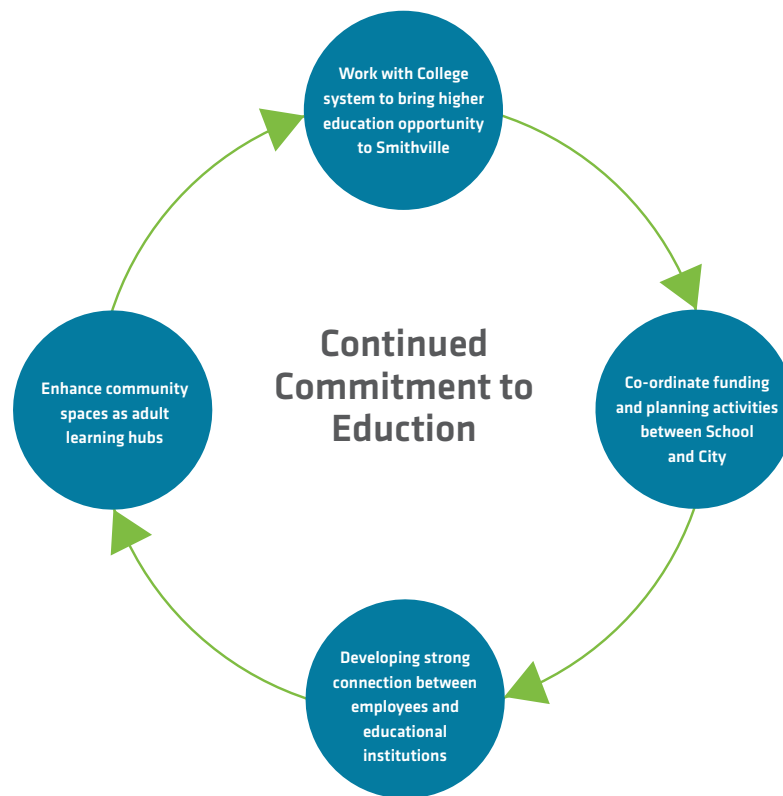 Work with College
system to bring higher
education opportunity
to Smithville
Continued
Commitment to
Eduction
Enhance community
spaces as adult
learning hubs
Co-ordinate funding
and planning activities
between School
and City
Developing strong
connection between
employees and
educational
institutions